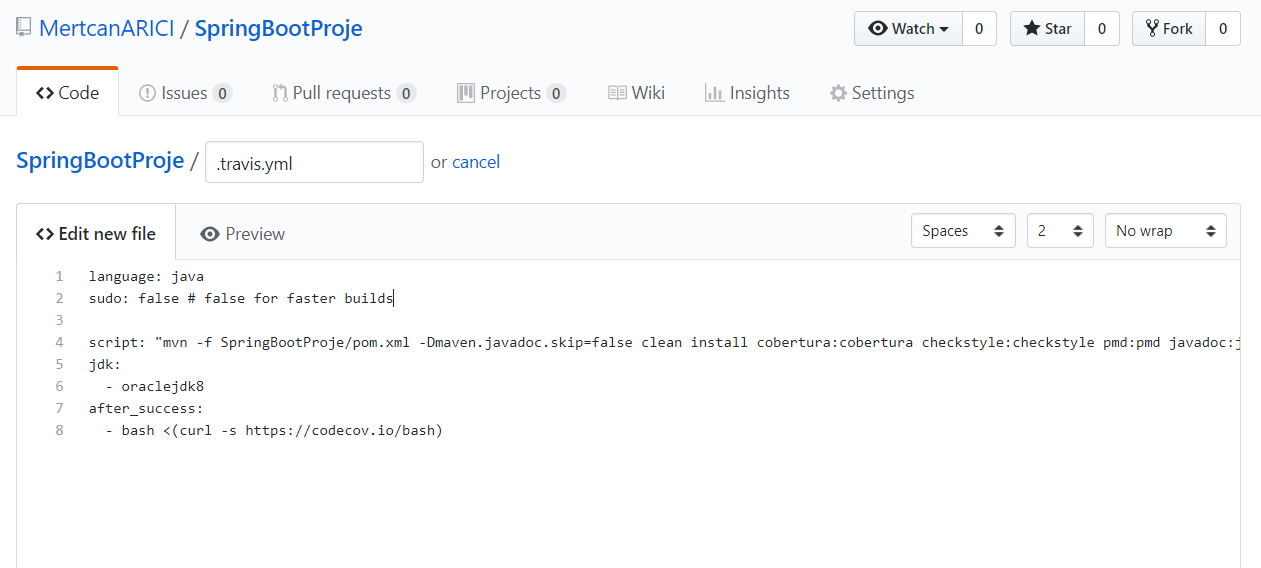 MertcanARICI / SpringBootProje Watch 0 Star 0 Fork 0
Code Issues 0 Pull requests 0 Projects 0 Wiki Insights Settings
SpringBootProje / .travis.yml or cancel
Edit new file Preview Spaces 2 No wrap
1 language: java
2 sudo: false # false for faster builds
3
4 script: "mvn -f SpringBootProje/pom.xml -Dmaven.javadoc.skip=false clean install cobertura:cobertura checkstyle:checkstyle pmd:pmd javadoc:j
5 jdk:
6 - oraclejdk8
7 after_success:
8 - bash <(curl -s https://codecov.io/bash)